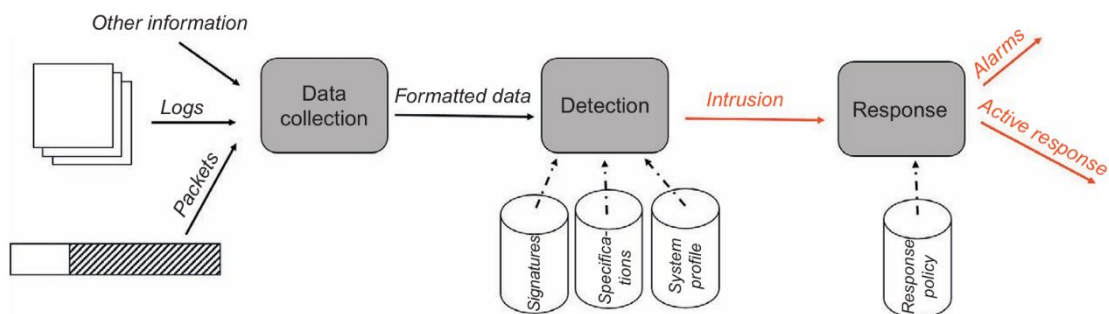 Other information
Logs
Packets
Data
collection
Formatted data
Detection
Intrusion
Response
Alarms
Active response
Signatures
Specifica-
tions
System
profile
Response
policy